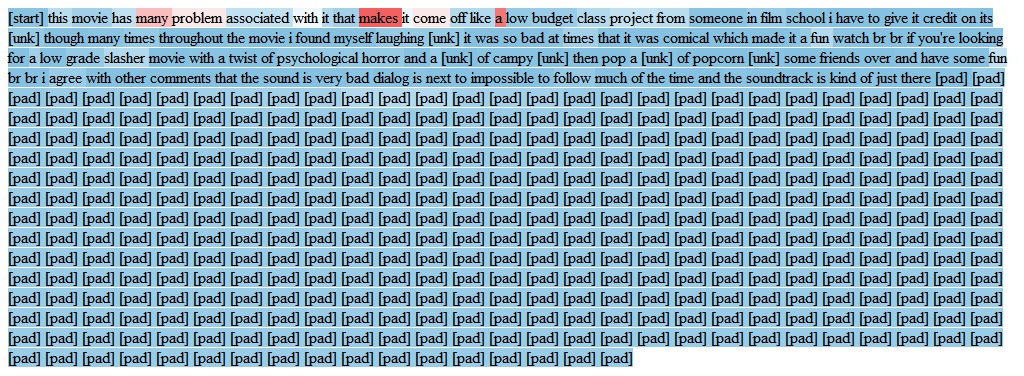 [start] this movie has many problem associated with it that makes it come off like a low budget class project from someone in film school i have to give it credit on its
[unk] though many times throughout the movie i found myself laughing [unk] it was so bad at times that it was comical which made it a fun watch br br if you're looking
for a low grade slasher movie with a twist of psychological horror and a [unk] of campy [unk] then pop a [unk] of popcorn [unk] some friends over and have some fun
br br i agree with other comments that the sound is very bad dialog is next to impossible to follow much of the time and the soundtrack is kind of just there [pad] [pad]
[pad] [pad] [pad] [pad] [pad] [pad] [pad] [pad] [pad] [pad] [pad] [pad] [pad] [pad] [pad] [pad] [pad] [pad] [pad] [pad] [pad] [pad] [pad] [pad] [pad] [pad] [pad]
[pad] [pad] [pad] [pad] [pad] [pad] [pad] [pad] [pad] [pad] [pad] [pad] [pad] [pad] [pad] [pad] [pad] [pad] [pad] [pad] [pad] [pad] [pad] [pad] [pad] [pad] [pad]
[pad] [pad] [pad] [pad] [pad] [pad] [pad] [pad] [pad] [pad] [pad] [pad] [pad] [pad] [pad] [pad] [pad] [pad] [pad] [pad] [pad] [pad] [pad] [pad] [pad] [pad] [pad]
[pad] [pad] [pad] [pad] [pad] [pad] [pad] [pad] [pad] [pad] [pad] [pad] [pad] [pad] [pad] [pad] [pad] [pad] [pad] [pad] [pad] [pad] [pad] [pad] [pad] [pad] [pad]
[pad] [pad] [pad] [pad] [pad] [pad] [pad] [pad] [pad] [pad] [pad] [pad] [pad] [pad] [pad] [pad] [pad] [pad] [pad] [pad] [pad] [pad] [pad] [pad] [pad] [pad] [pad]
[pad] [pad] [pad] [pad] [pad] [pad] [pad] [pad] [pad] [pad] [pad] [pad] [pad] [pad] [pad] [pad] [pad] [pad] [pad] [pad] [pad] [pad] [pad] [pad] [pad] [pad] [pad]
[pad] [pad] [pad] [pad] [pad] [pad] [pad] [pad] [pad] [pad] [pad] [pad] [pad] [pad] [pad] [pad] [pad] [pad] [pad] [pad] [pad] [pad] [pad] [pad] [pad] [pad] [pad]
[pad] [pad] [pad] [pad] [pad] [pad] [pad] [pad] [pad] [pad] [pad] [pad] [pad] [pad] [pad] [pad] [pad] [pad] [pad] [pad] [pad] [pad] [pad] [pad] [pad] [pad] [pad]
[pad] [pad] [pad] [pad] [pad] [pad] [pad] [pad] [pad] [pad] [pad] [pad] [pad] [pad] [pad] [pad] [pad] [pad] [pad] [pad] [pad] [pad] [pad] [pad] [pad] [pad] [pad]
[pad] [pad] [pad] [pad] [pad] [pad] [pad] [pad] [pad] [pad] [pad] [pad] [pad] [pad] [pad] [pad] [pad] [pad] [pad] [pad] [pad] [pad] [pad] [pad] [pad] [pad] [pad]
[pad] [pad] [pad] [pad] [pad] [pad] [pad] [pad] [pad] [pad] [pad] [pad] [pad] [pad] [pad] [pad] [pad] [pad] [pad] [pad] [pad] [pad] [pad] [pad] [pad] [pad] [pad]
[pad] [pad] [pad] [pad] [pad] [pad] [pad] [pad] [pad] [pad] [pad] [pad] [pad] [pad] [pad] [pad] [pad] [pad] [pad] [pad] [pad] [pad] [pad] [pad] [pad] [pad] [pad]
[pad] [pad] [pad] [pad] [pad] [pad] [pad] [pad] [pad] [pad] [pad] [pad] [pad] [pad] [pad] [pad] [pad] [pad] [pad] [pad] [pad] [pad] [pad] [pad] [pad] [pad] [pad]
[pad] [pad] [pad] [pad] [pad] [pad] [pad] [pad] [pad] [pad] [pad] [pad] [pad] [pad] [pad] [pad] [pad]